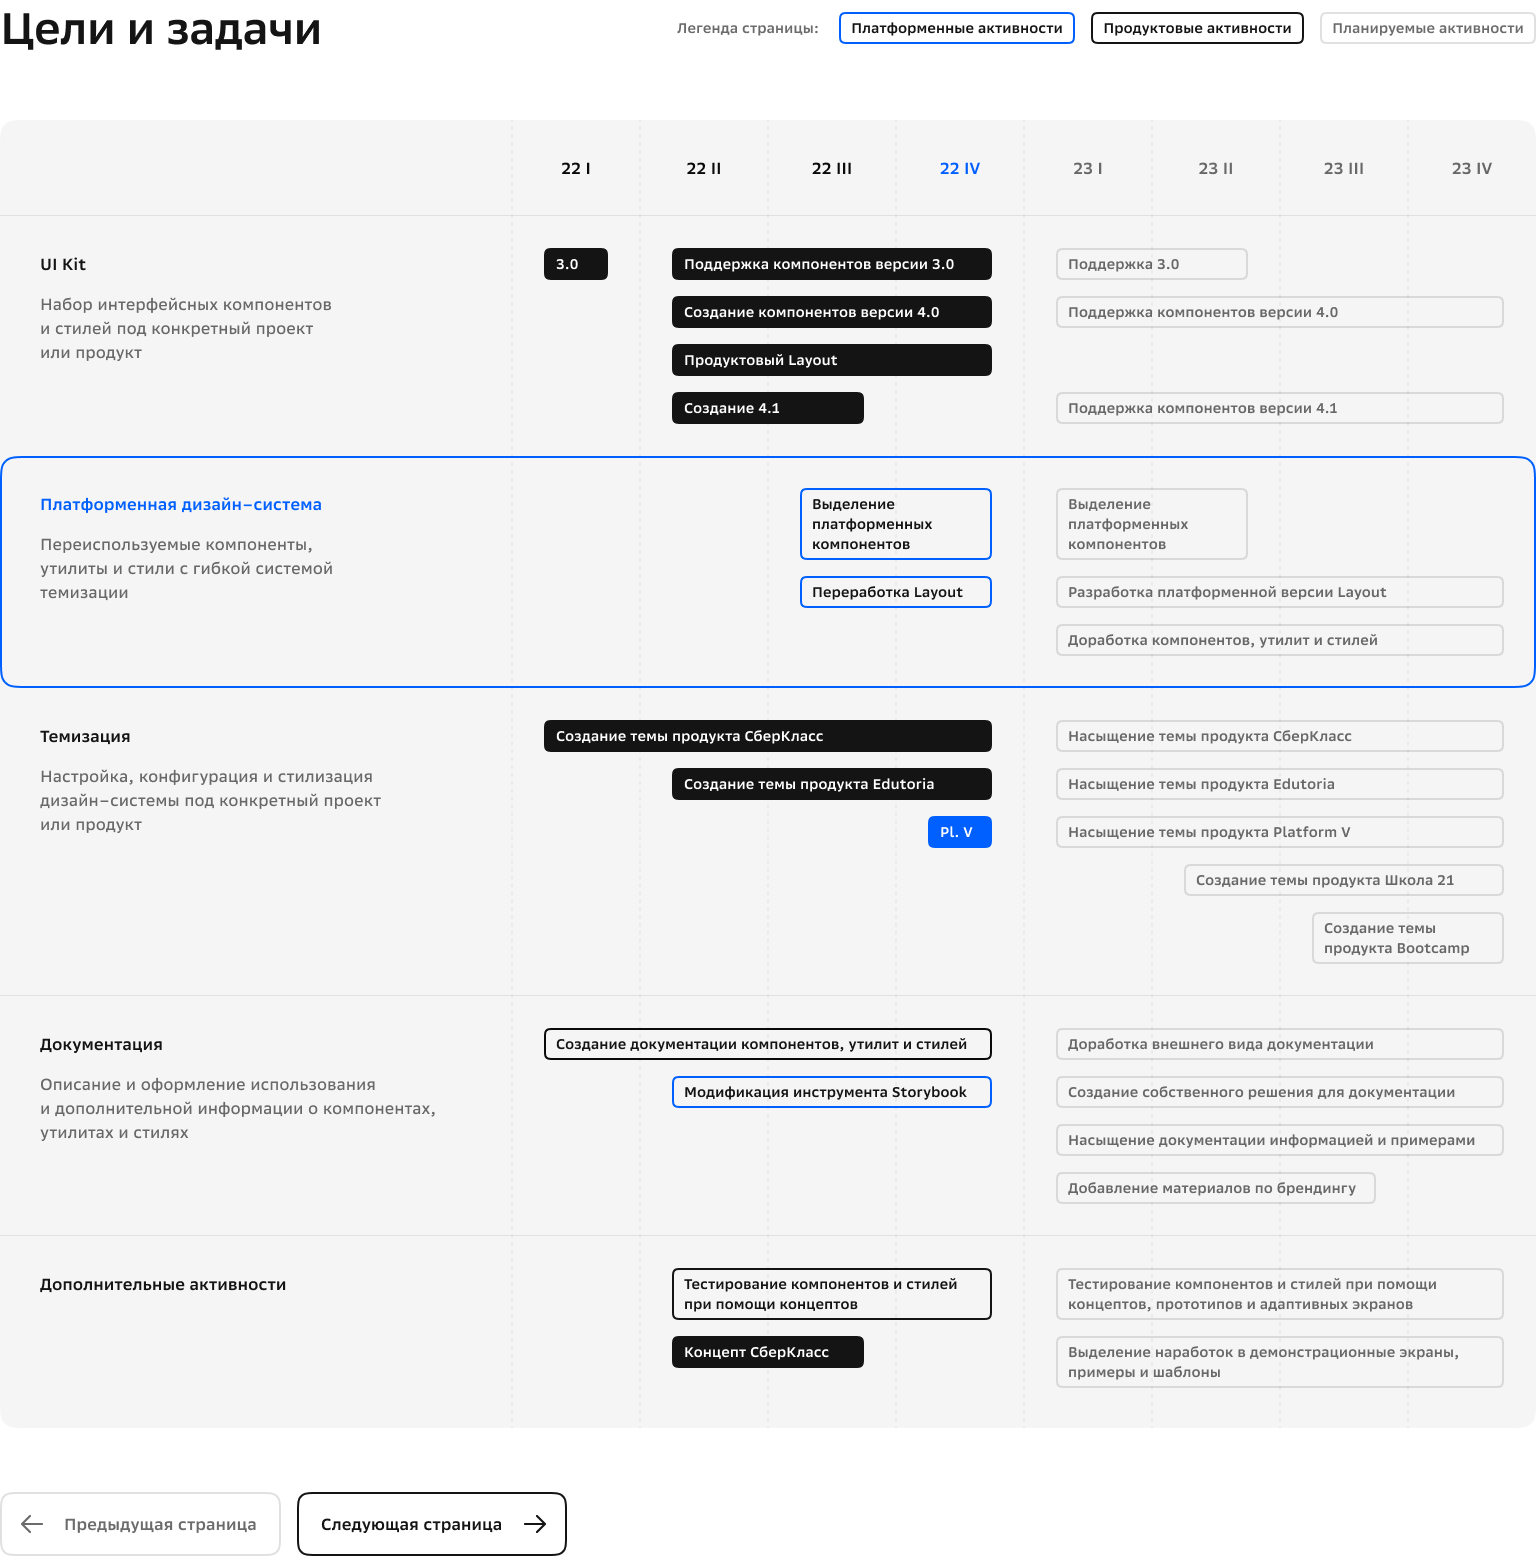 Цели и задачи
Легенда страницы:
Платформенные активности
Продуктовые активности
Планируемые активности
22 I
22 II
22 III
22 IV
23 I
23 II
23 III
23 IV
UI Kit
Набор интерфейсных компонентов
и стилей под конкретный проект
или продукт
3.0
Поддержка компонентов версии 3.0
Поддержка 3.0
Создание компонентов версии 4.0
Поддержка компонентов версии 4.0
Продуктовый Layout
Создание 4.1
Поддержка компонентов версии 4.1
Платформенная дизайн–система
Переиспользуемые компоненты,
утилиты и стили с гибкой системой
темизации
Выделение
платформенных
компонентов
Выделение
платформенных
компонентов
Переработка Layout
Разработка платформенной версии Layout
Доработка компонентов, утилит и стилей
Темизация
Настройка, конфигурация и стилизация
дизайн–системы под конкретный проект
или продукт
Создание темы продукта СберКласс
Насыщение темы продукта СберКласс
Создание темы продукта Edutoria
Насыщение темы продукта Edutoria
Pl. V
Насыщение темы продукта Platform V
Создание темы продукта Школа 21
Создание темы
продукта Bootcamp
Документация
Описание и оформление использования
и дополнительной информации о компонентах,
утилитах и стилях
Создание документации компонентов, утилит и стилей
Доработка внешнего вида документации
Модификация инструмента Storybook
Создание собственного решения для документации
Насыщение документации информацией и примерами
Добавление материалов по брендингу
Дополнительные активности
Тестирование компонентов и стилей
при помощи концептов
Тестирование компонентов и стилей при помощи
концептов, прототипов и адаптивных экранов
Концепт СберКласс
Выделение наработок в демонстрационные экраны,
примеры и шаблоны
Предыдущая страница
Следующая страница